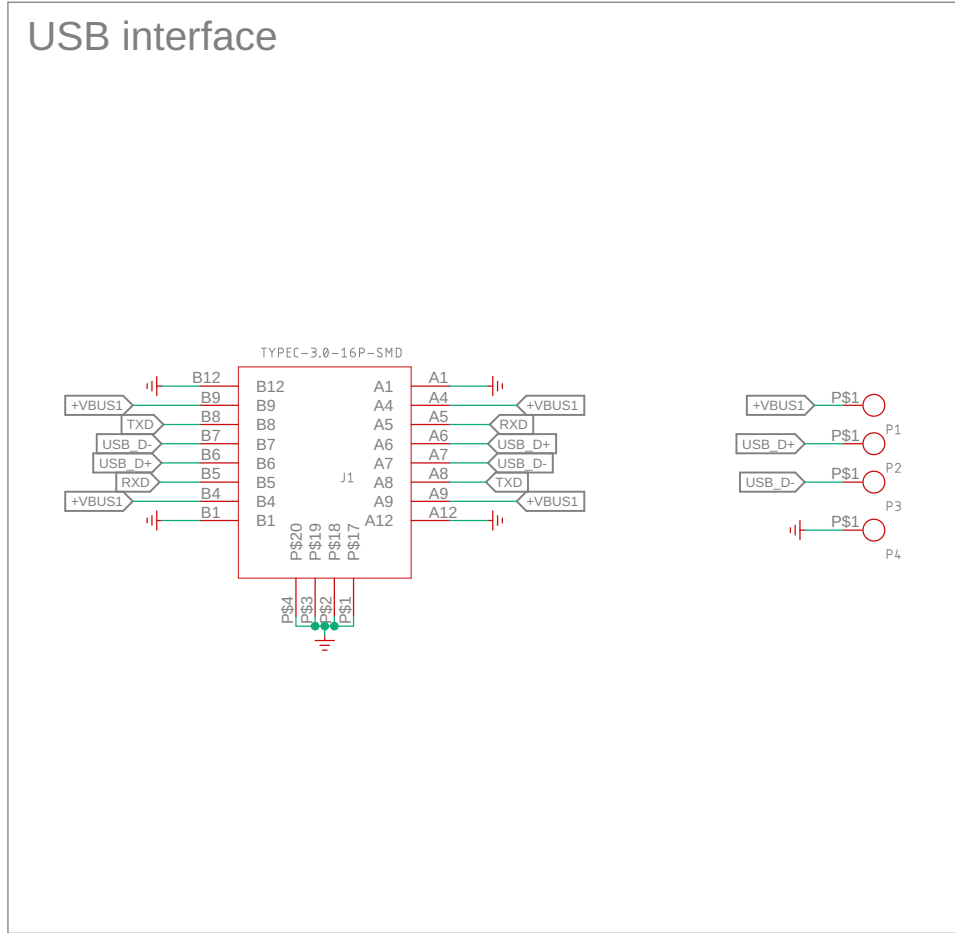 USB interface
TYPEC-3.0-16P-SMD
B12 B12 A1 A1
+VBUS1 B9 B9 A4 A4 +VBUS1
TXD B8 B8 A5 A5 RXD
USB_D- B7 B7 A6 A6 USB_D+
USB_D+ B6 B6 A7 A7 USB_D-
RXD B5 B5 J1 A8 A8 TXD
+VBUS1 B4 B4 A9 A9 +VBUS1
B1 B1 A12 A12
P$20 P$19 P$18 P$17
P$4 P$3 P$2 P$1
+VBUS1 P$1
P1
USB_D+ P$1
P2
USB_D- P$1
P3
P$1
P4